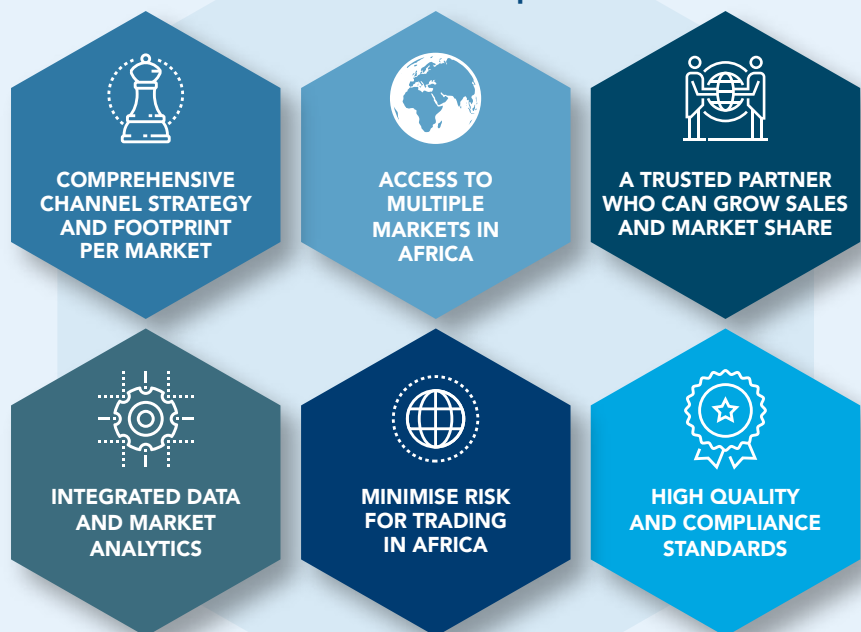 COMPREHENSIVE
CHANNEL STRATEGY
AND FOOTPRINT
PER MARKET
ACCESS TO
MULTIPLE
MARKETS IN
AFRICA
A TRUSTED PARTNER
WHO CAN GROW SALES
AND MARKET SHARE
INTEGRATED DATA
AND MARKET
ANALYTICS
MINIMISE RISK
FOR TRADING
IN AFRICA
HIGH QUALITY
AND COMPLIANCE
STANDARDS